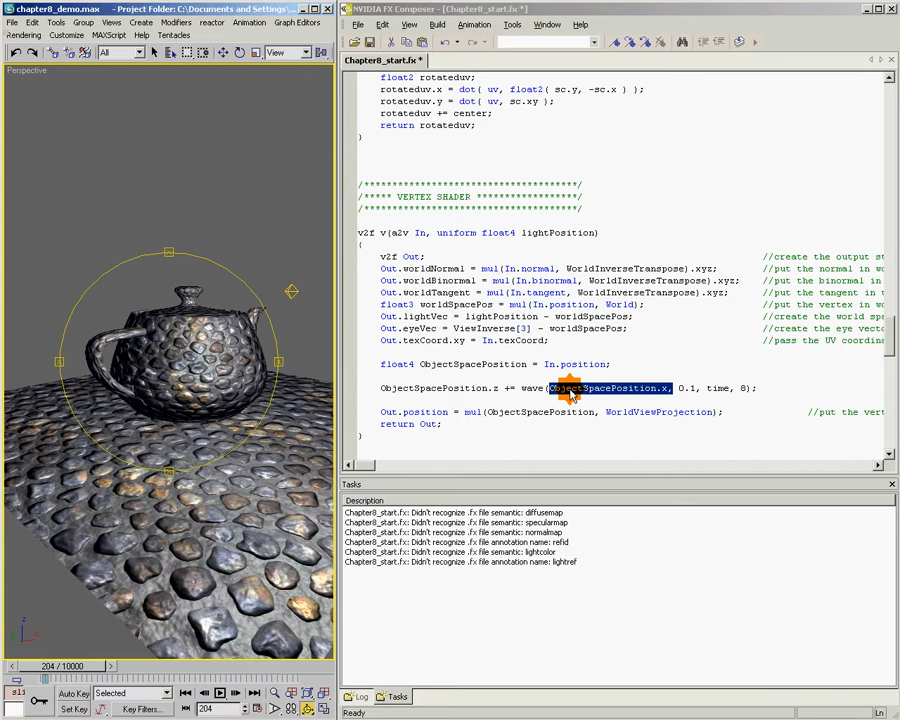 chapter8_demo.max - Project Folder: C:\Documents and Settings\...
File Edit Tools Group Views Create Modifiers reactor Animation Graph Editors
Rendering Customize MAXScript Help Tentacles
All View
Perspective
z
x
204 / 10000
Auto Key Selected
Set Key Key Filters...
204
NVIDIA FX Composer - [Chapter8_start.fx *]
File Edit View Build Animation Tools Window Help
Chapter8_start.fx *
float2 rotateduv;
rotateduv.x = dot( uv, float2( sc.y, -sc.x ) );
rotateduv.y = dot( uv, sc.xy );
rotateduv += center;
return rotateduv;
}
/*************************************/
/***** VERTEX SHADER *****************/
/*************************************/
v2f v(a2v In, uniform float4 lightPosition)
{
v2f Out; //create the output st
Out.worldNormal = mul(In.normal, WorldInverseTranspose).xyz; //put the normal in wo
Out.worldBinormal = mul(In.binormal, WorldInverseTranspose).xyz; //put the binormal in
Out.worldTangent = mul(In.tangent, WorldInverseTranspose).xyz; //put the tangent in w
float3 worldSpacePos = mul(In.position, World); //put the vertex in wor
Out.lightVec = lightPosition - worldSpacePos; //create the world spa
Out.eyeVec = ViewInverse[3] - worldSpacePos; //create the eye vecto
Out.texCoord.xy = In.texCoord; //pass the UV coordina
float4 ObjectSpacePosition = In.position;
ObjectSpacePosition.z += wave(ObjectSpacePosition.x, 0.1, time, 8);
Out.position = mul(ObjectSpacePosition, WorldViewProjection); //put the vert
return Out;
}
Tasks
Description
Chapter8_start.fx: Didn't recognize .fx file semantic: diffusemap
Chapter8_start.fx: Didn't recognize .fx file semantic: specularmap
Chapter8_start.fx: Didn't recognize .fx file semantic: normalmap
Chapter8_start.fx: Didn't recognize .fx file annotation name: refid
Chapter8_start.fx: Didn't recognize .fx file semantic: lightcolor
Chapter8_start.fx: Didn't recognize .fx file annotation name: lightref
Log Tasks
Ready Ln